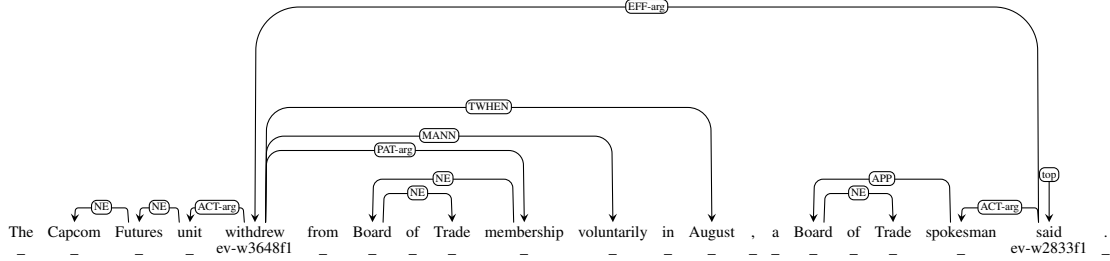 EFF-arg
TWHEN
MANN
PAT-arg
NE APP top
NE NE
NE NE ACT-arg ACT-arg
The Capcom Futures unit withdrew from Board of Trade membership voluntarily in August , a Board of Trade spokesman said .
_ _ _ _ ev-w3648f1 _ _ _ _ _ _ _ _ _ _ _ _ _ _ ev-w2833f1 _